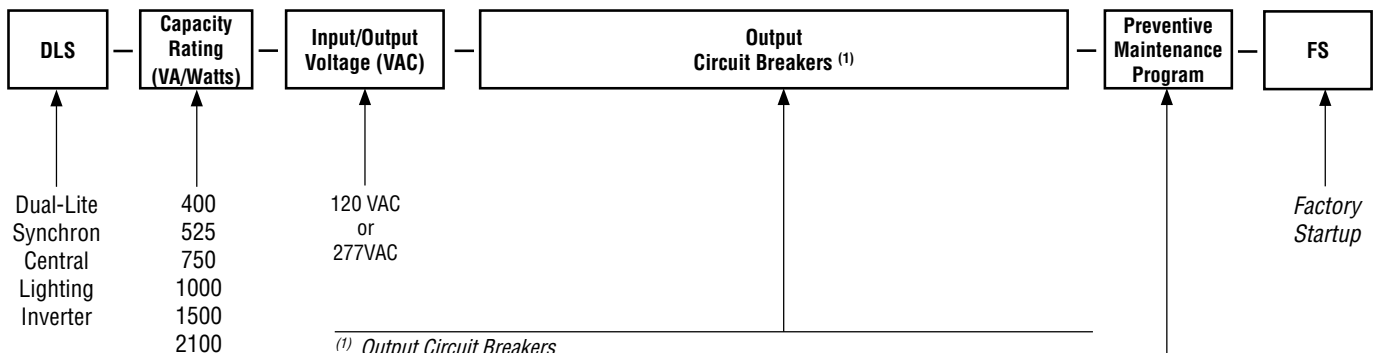 DLS — Capacity Rating (VA/Watts) — Input/Output Voltage (VAC) — Output Circuit Breakers (1) — Preventive Maintenance Program — FS
Dual-Lite
Synchron
Central
Lighting
Inverter
400
525
750
1000
1500
2100
120 VAC
or
277VAC
Factory
Startup
(1) Output Circuit Breakers